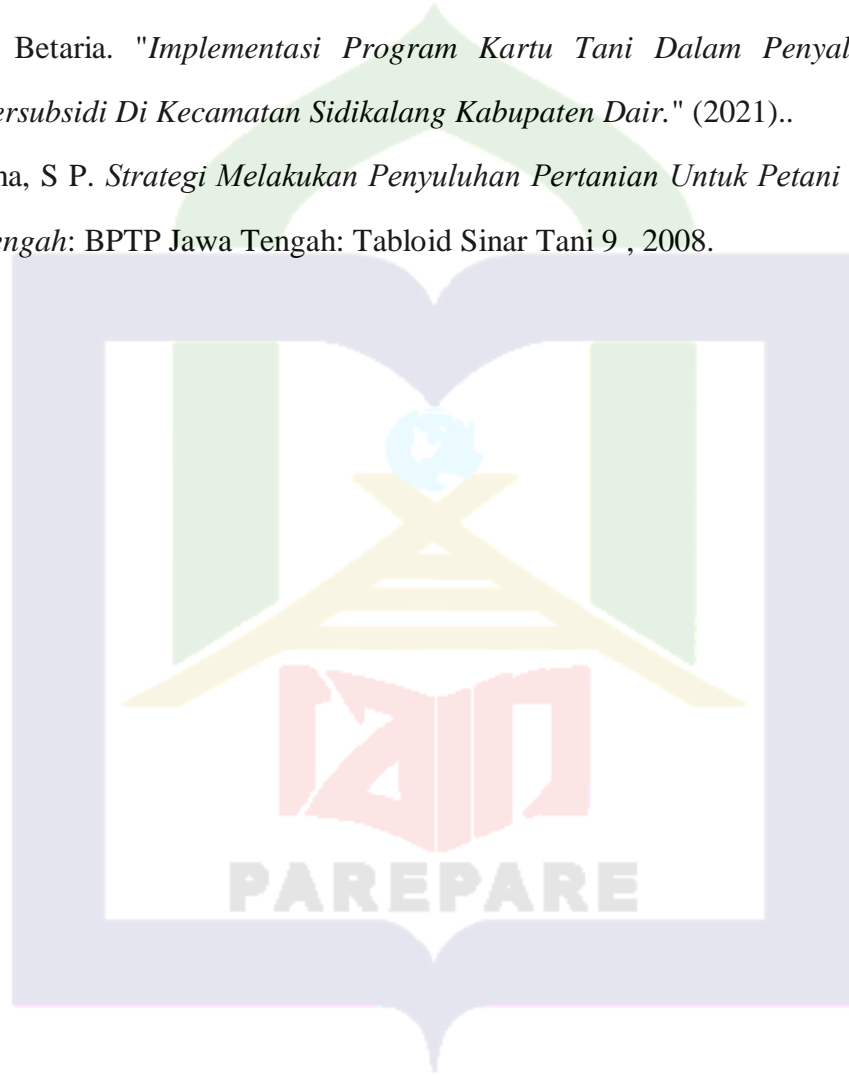 Betaria. "Implementasi Program Kartu Tani Dalam Penyal
ersubsidi Di Kecamatan Sidikalang Kabupaten Dair." (2021)..
na, S P. Strategi Melakukan Penyuluhan Pertanian Untuk Petani
engah: BPTP Jawa Tengah: Tabloid Sinar Tani 9 , 2008.
iain
PAREPARE